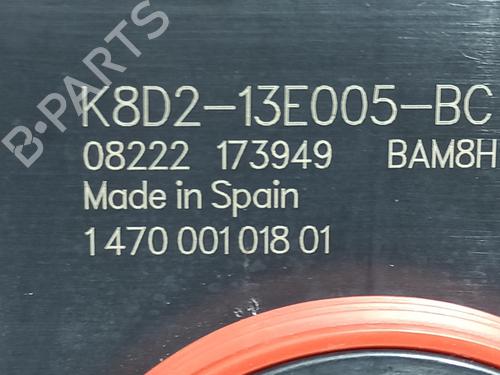 B-PARTS
K8D2-13E005-BC
08222 173949 BAM8H
Made in Spain
1 470 001 018 01